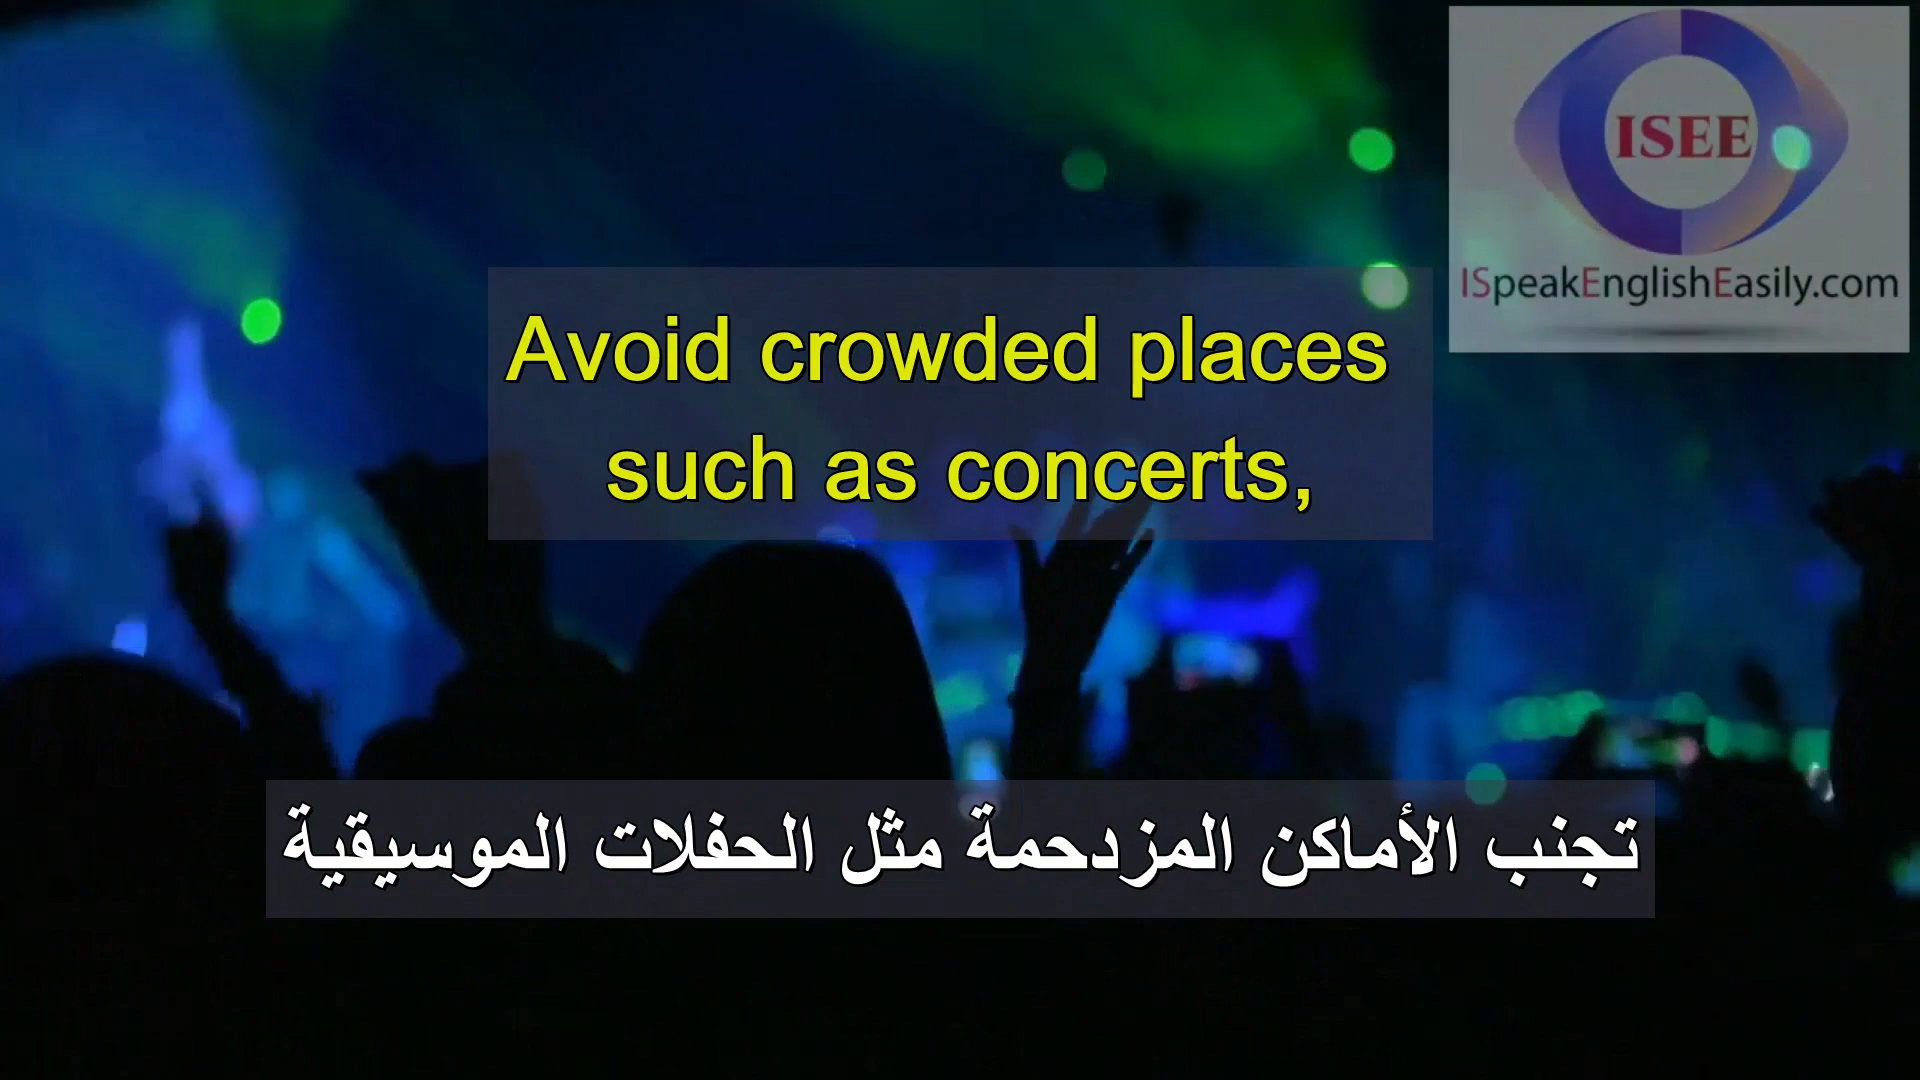 ISEE
ISpeakEnglishEasily.com
Avoid crowded places
such as concerts,
تجنب الأماكن المزدحمة مثل الحفلات الموسيقية